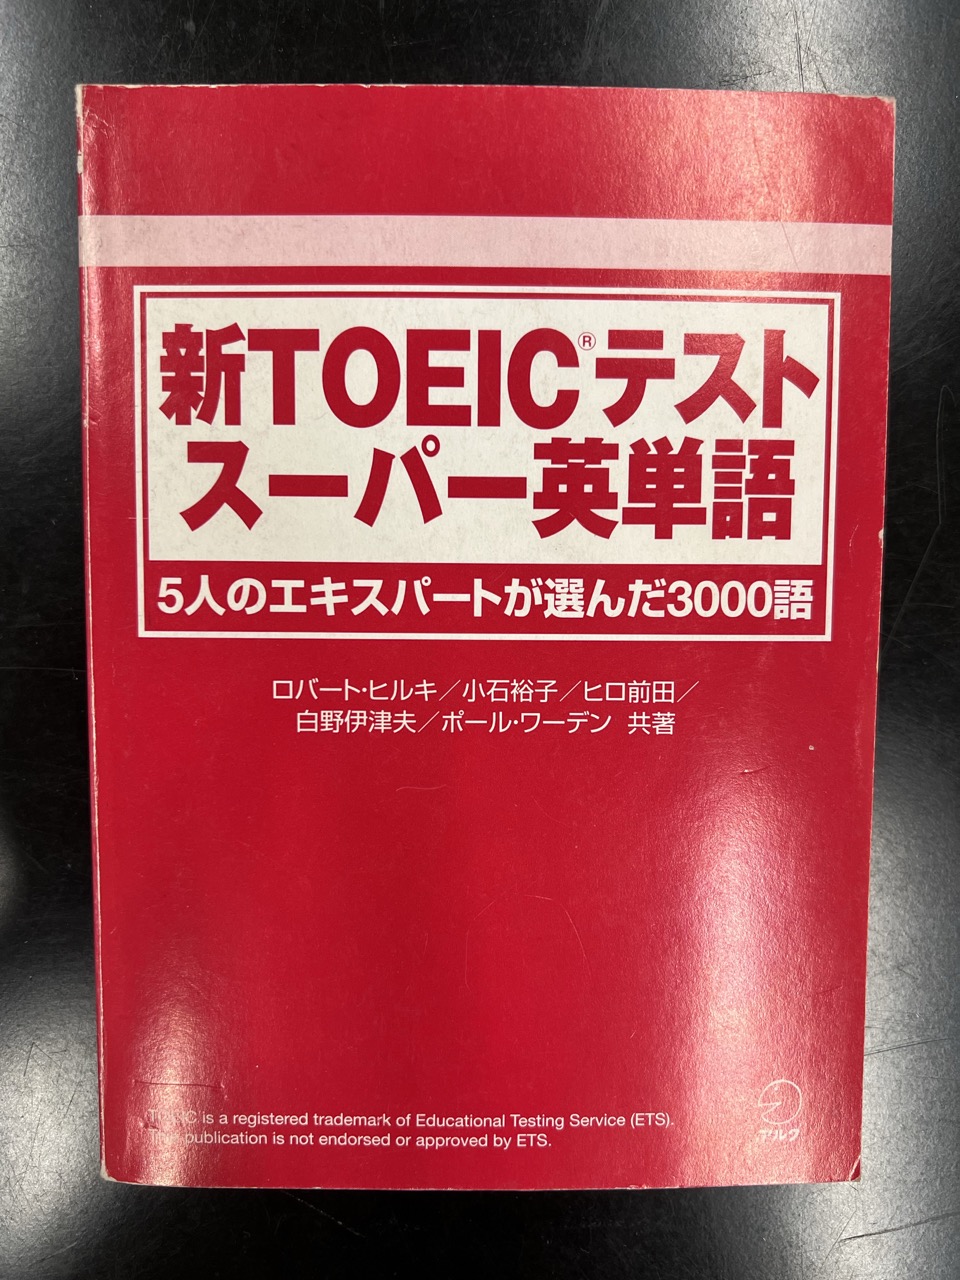 新TOEIC®テスト
スーパー英単語
5人のエキスパートが選んだ3000語
ロバート・ヒルキ／小石裕子／ヒロ前田／
白野伊津夫／ポール・ワーデン 共著
TOEIC is a registered trademark of Educational Testing Service (ETS).
This publication is not endorsed or approved by ETS.
アルク